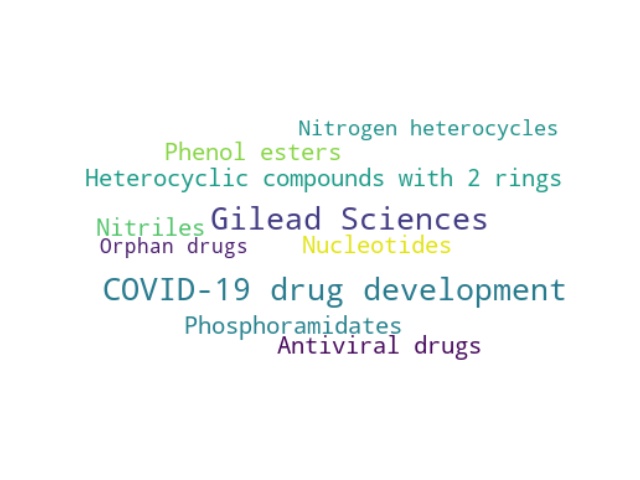 Nitrogen heterocycles
Phenol esters
Heterocyclic compounds with 2 rings
Gilead Sciences
Nitriles
Orphan drugs
Nucleotides
COVID-19 drug development
Phosphoramidates
Antiviral drugs